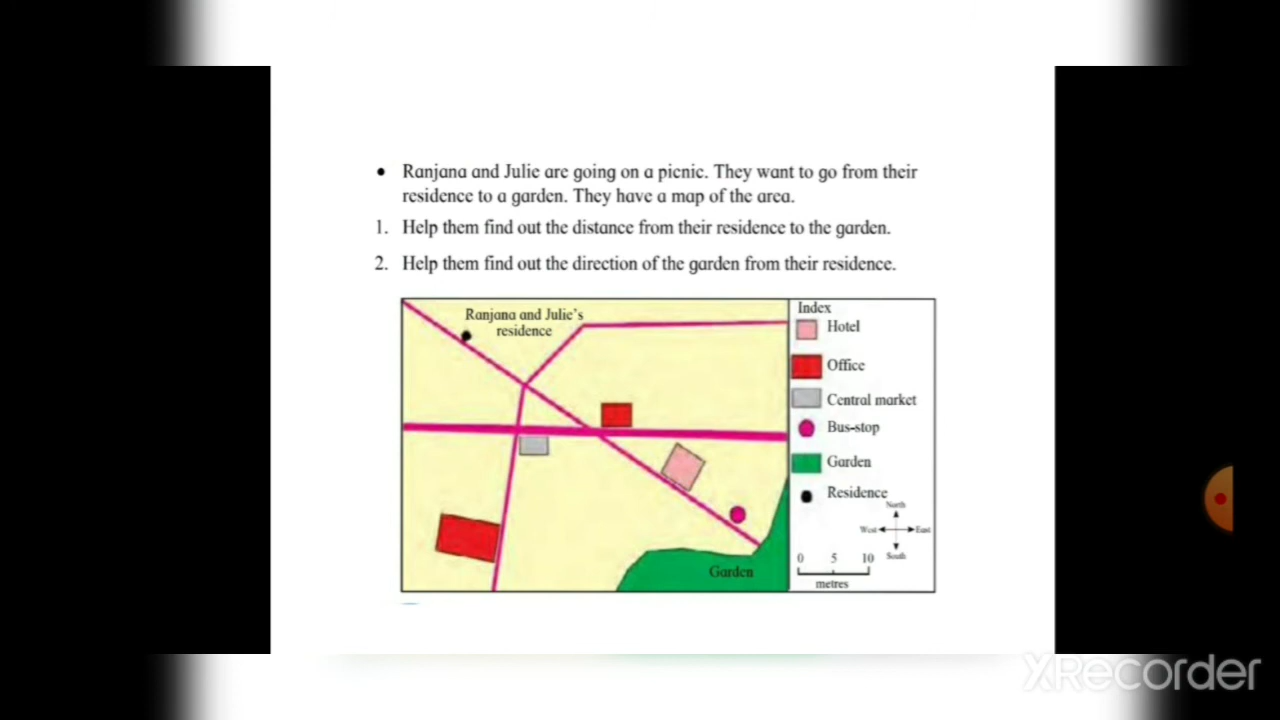 • Ranjana and Julie are going on a picnic. They want to go from their
residence to a garden. They have a map of the area.
1. Help them find out the distance from their residence to the garden.
2. Help them find out the direction of the garden from their residence.
Ranjana and Julie's
residence
Garden
Index
Hotel
Office
Central market
Bus-stop
Garden
Residence
North
West East
South
0 5 10
metres
XRecorder